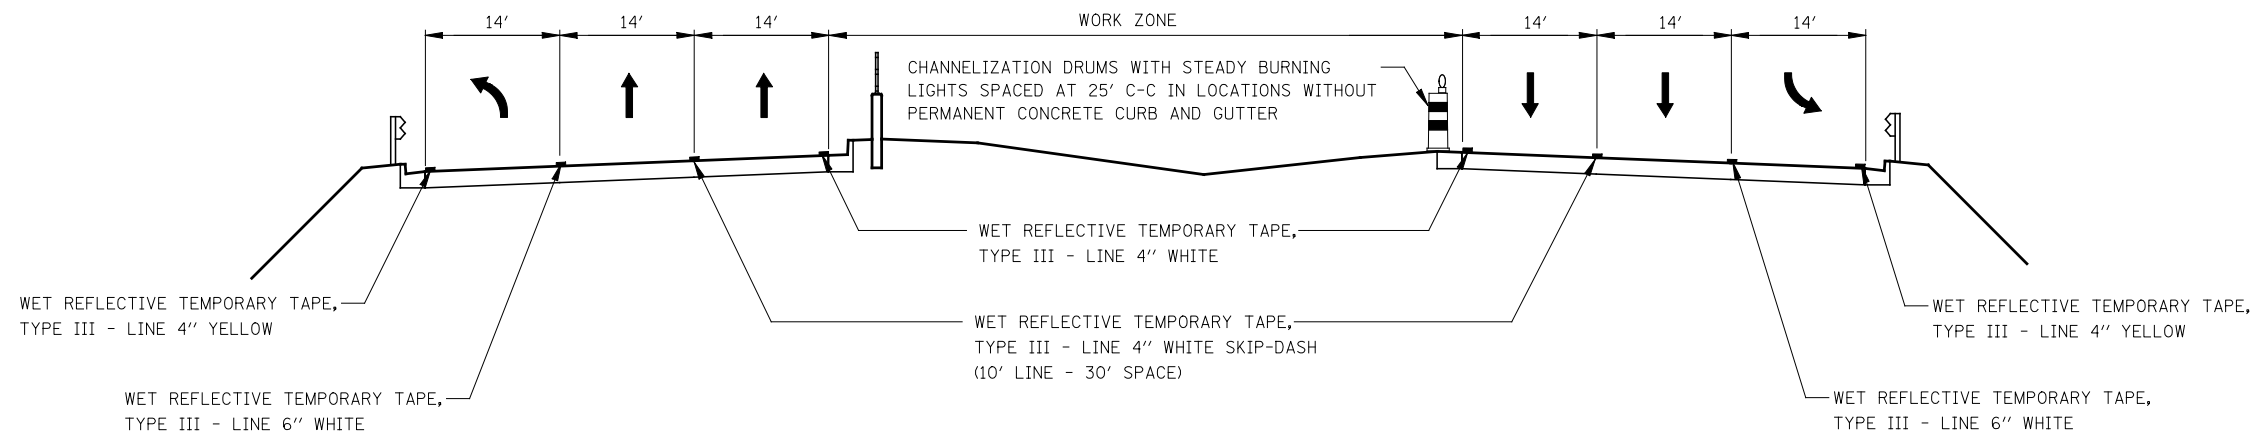 14' 14' 14' WORK ZONE 14' 14' 14'
CHANNELIZATION DRUMS WITH STEADY BURNING
LIGHTS SPACED AT 25' C-C IN LOCATIONS WITHOUT
PERMANENT CONCRETE CURB AND GUTTER
WET REFLECTIVE TEMPORARY TAPE,
TYPE III - LINE 4'' WHITE
WET REFLECTIVE TEMPORARY TAPE,
TYPE III - LINE 4'' YELLOW
WET REFLECTIVE TEMPORARY TAPE,
TYPE III - LINE 4'' WHITE SKIP-DASH
(10' LINE - 30' SPACE)
WET REFLECTIVE TEMPORARY TAPE,
TYPE III - LINE 4'' YELLOW
WET REFLECTIVE TEMPORARY TAPE,
TYPE III - LINE 6'' WHITE
WET REFLECTIVE TEMPORARY TAPE,
TYPE III - LINE 6'' WHITE